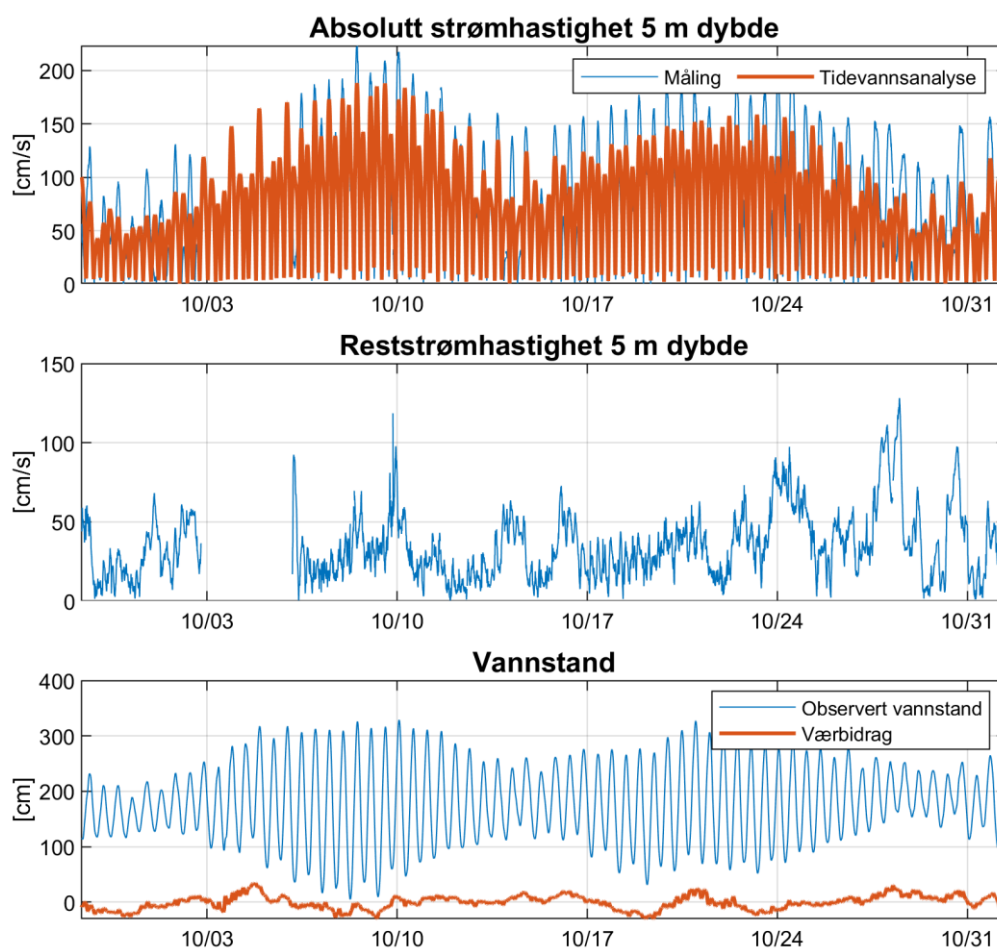 Absolutt strømhastighet 5 m dybde
Måling
Tidevannsanalyse
[cm/s]
200
150
100
50
0
10/03
10/10
10/17
10/24
10/31
Reststrømhastighet 5 m dybde
[cm/s]
150
100
50
0
10/03
10/10
10/17
10/24
10/31
Vannstand
Observert vannstand
Værbidrag
[cm]
400
300
200
100
0
10/03
10/10
10/17
10/24
10/31